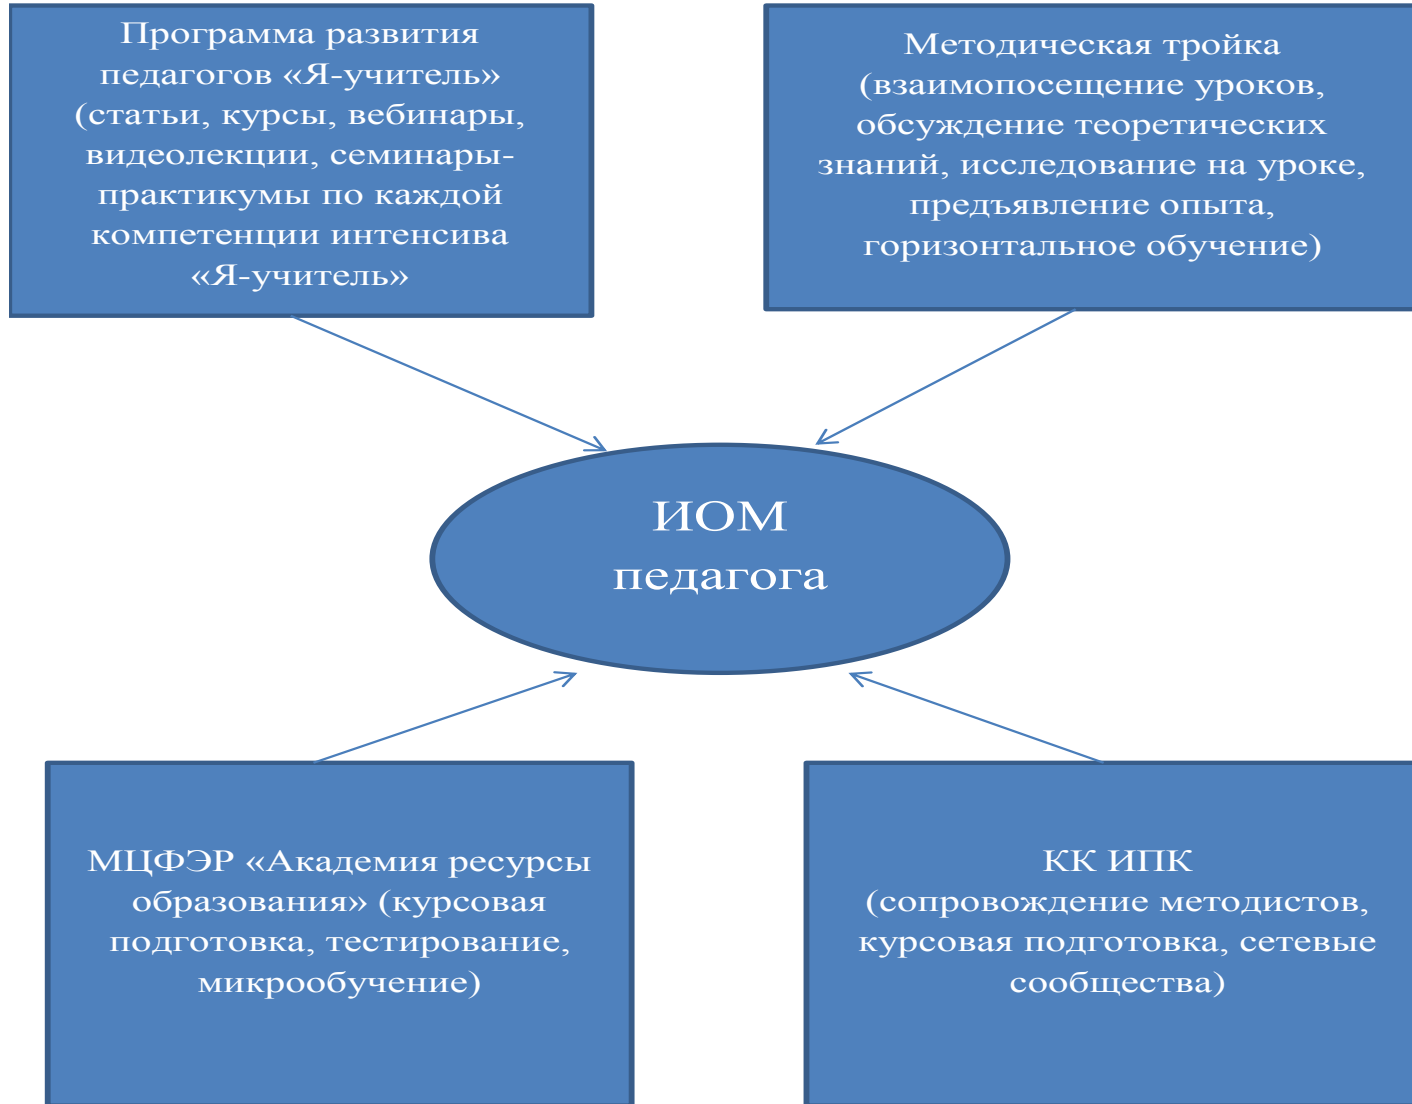 Программа развития
педагогов «Я-учитель»
(статьи, курсы, вебинары,
видеолекции, семинары-
практикумы по каждой
компетенции интенсива
«Я-учитель»
Методическая тройка
(взаимопосещение уроков,
обсуждение теоретических
знаний, исследование на уроке,
предъявление опыта,
горизонтальное обучение)
ИОМ
педагога
МЦФЭР «Академия ресурсы
образования» (курсовая
подготовка, тестирование,
микрообучение)
КК ИПК
(сопровождение методистов,
курсовая подготовка, сетевые
сообщества)